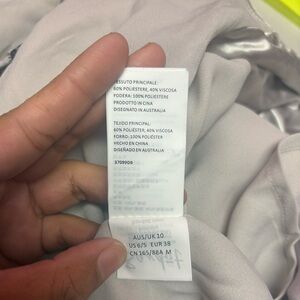 TESSUTO PRINCIPALE:
60% POLIESTERE, 40% VISCOSA
FODERA: 100% POLIESTERE
PRODOTTO IN CINA
DISEGNATO IN AUSTRALIA
TEJIDO PRINCIPAL:
60% POLIÉSTER, 40% VISCOSA
FORRO: 100% POLIÉSTER
HECHO EN CHINA
DISEÑADO EN AUSTRALIA
3709908
AUS/UK 10
US 6/S EUR 38
CN 165/88A M